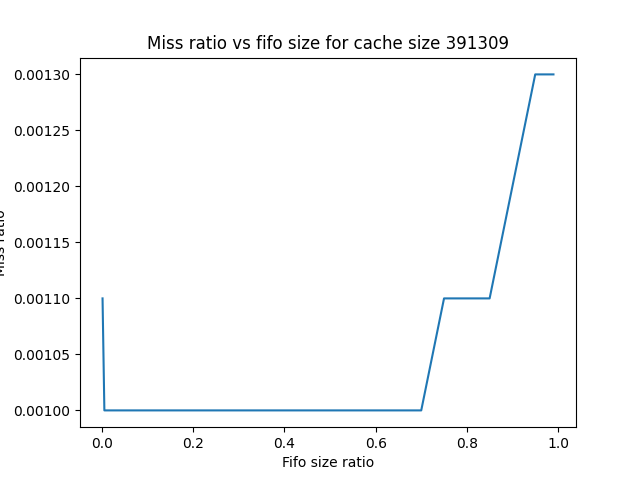 Miss ratio vs fifo size for cache size 391309
0.00130
0.00125
0.00120
0.00115
0.00110
0.00105
0.00100
Miss ratio
0.0 0.2 0.4 0.6 0.8 1.0
Fifo size ratio